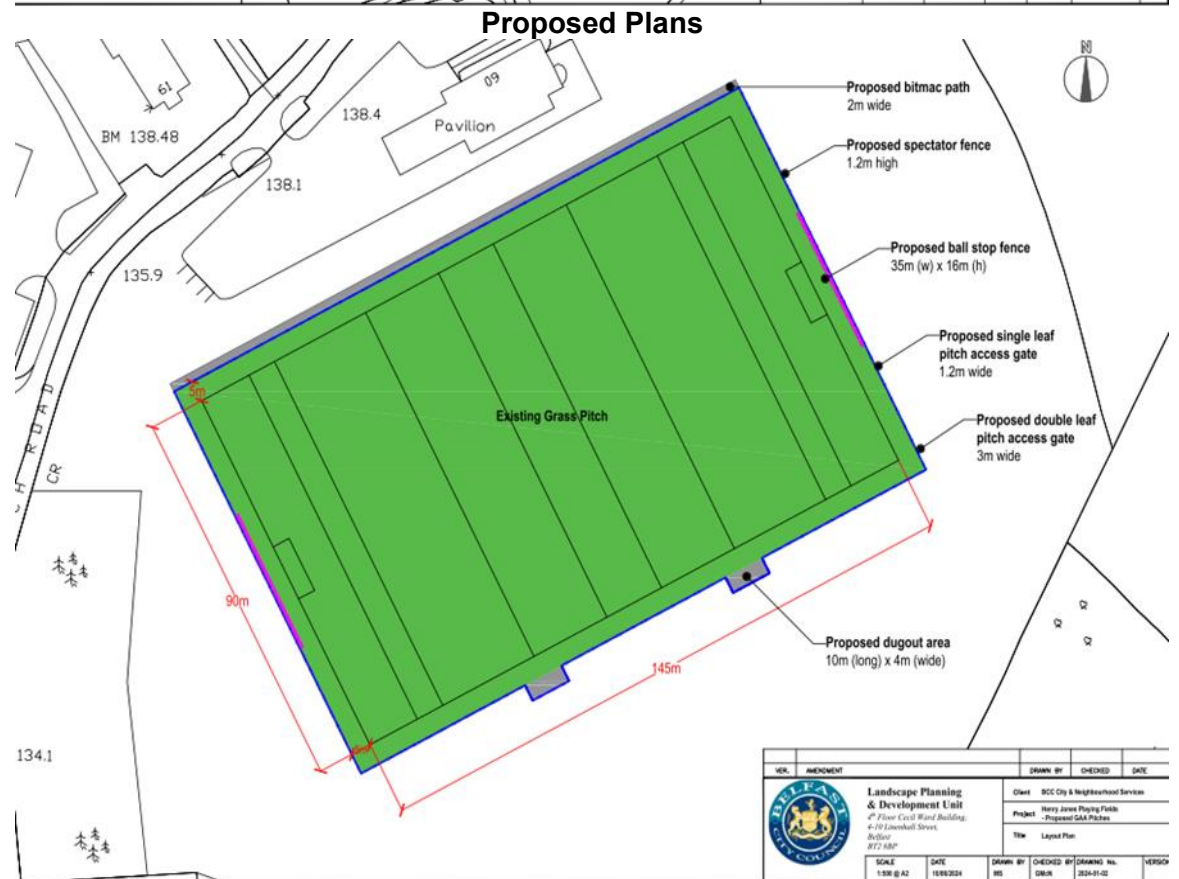 Proposed Plans
N
Proposed bitmac path
2m wide
61
60
138.4
BM 138.48
Pavilion
Proposed spectator fence
1.2m high
138.1
Proposed ball stop fence
35m (w) x 16m (h)
135.9
Proposed single leaf
pitch access gate
1.2m wide
5m
Existing Grass Pitch
Proposed double leaf
pitch access gate
3m wide
ROAD
CR
90m
Proposed dugout area
10m (long) x 4m (wide)
145m
5m
134.1
VER. AMENDMENT DRAWN BY CHECKED DATE
BELFAST CITY COUNCIL
Landscape Planning
& Development Unit
4th Floor Cecil Ward Building,
4-10 Linenhall Street,
Belfast
BT2 8BP
Client BCC City & Neighbourhood Services
Project Henry Jones Playing Fields
- Proposed GAA Pitches
Title Layout Plan
SCALE DATE DRAWN BY CHECKED BY DRAWING No. VERSION
1:500 @ A2 2024-01-02